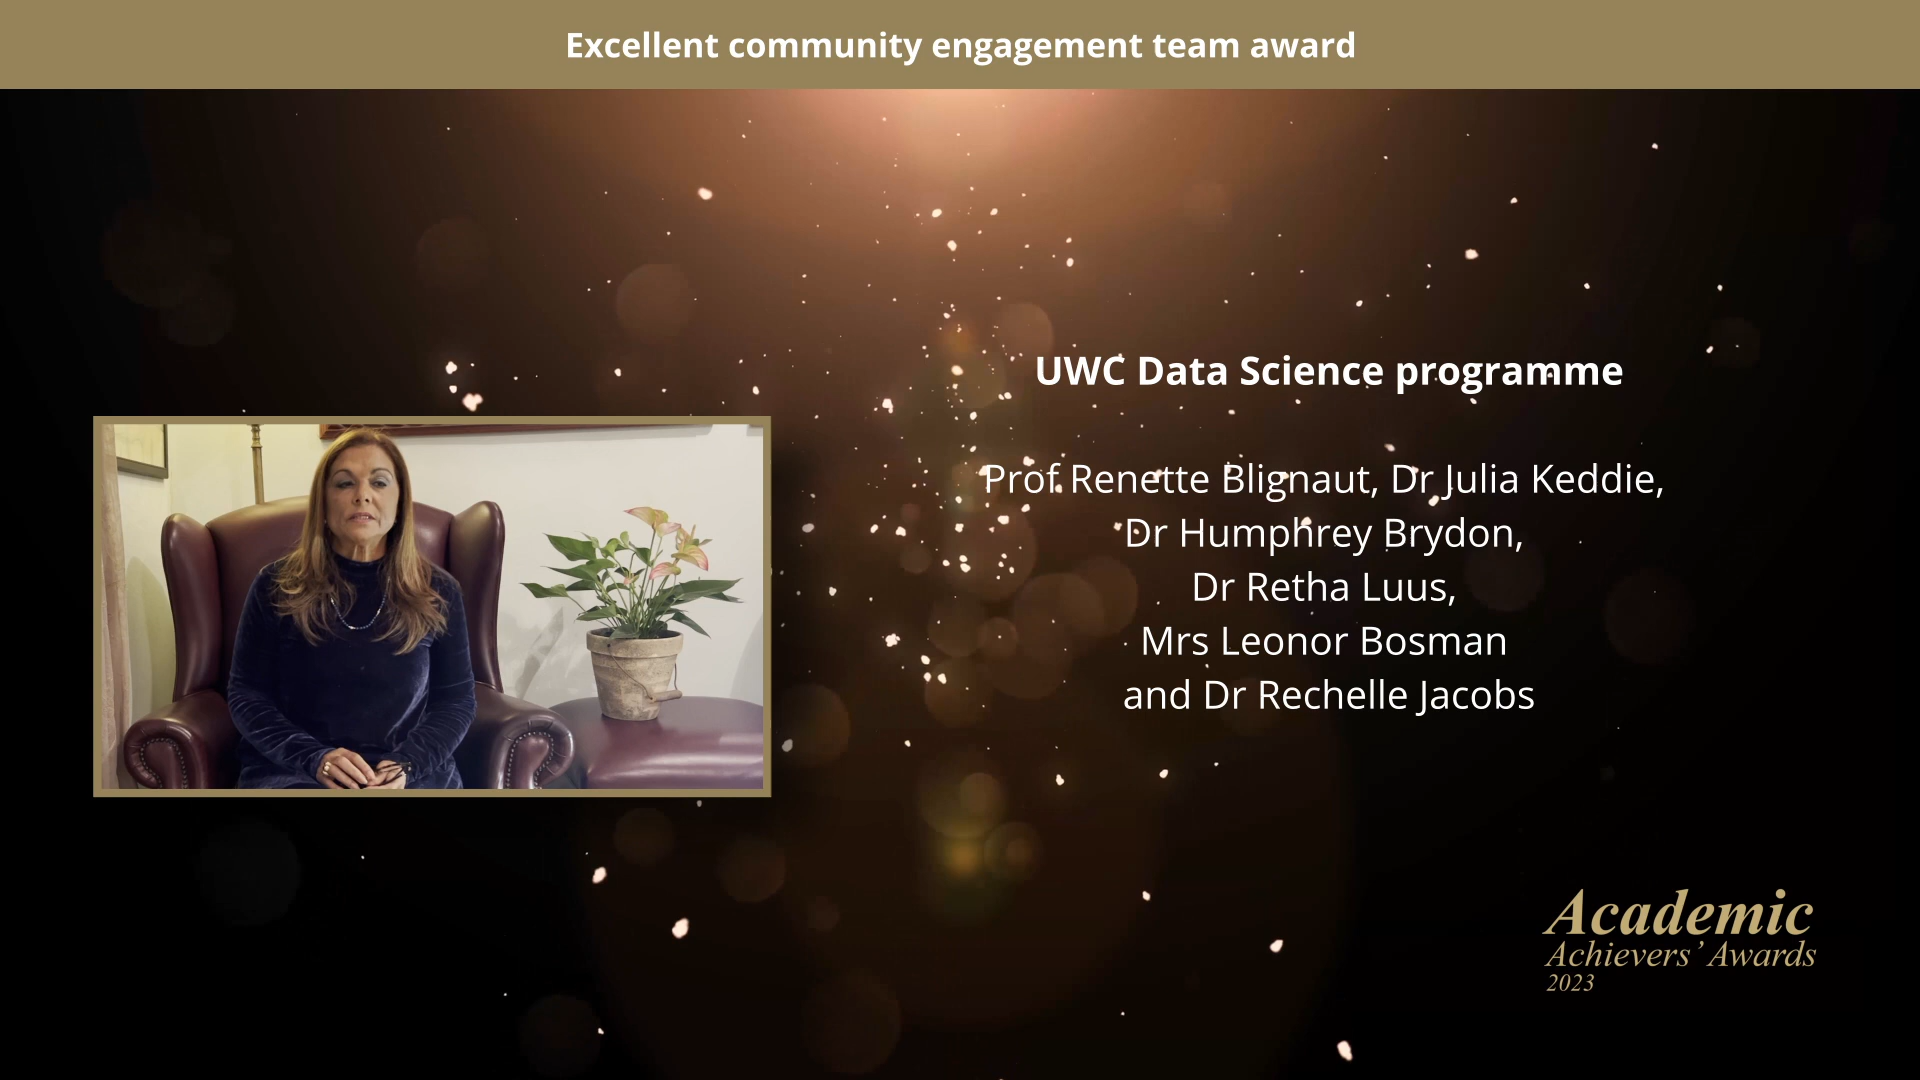 Excellent community engagement team award
UWC Data Science programme
Prof Renette Blignaut, Dr Julia Keddie,
Dr Humphrey Brydon,
Dr Retha Luus,
Mrs Leonor Bosman
and Dr Rechelle Jacobs
Academic
Achievers’ Awards
2023